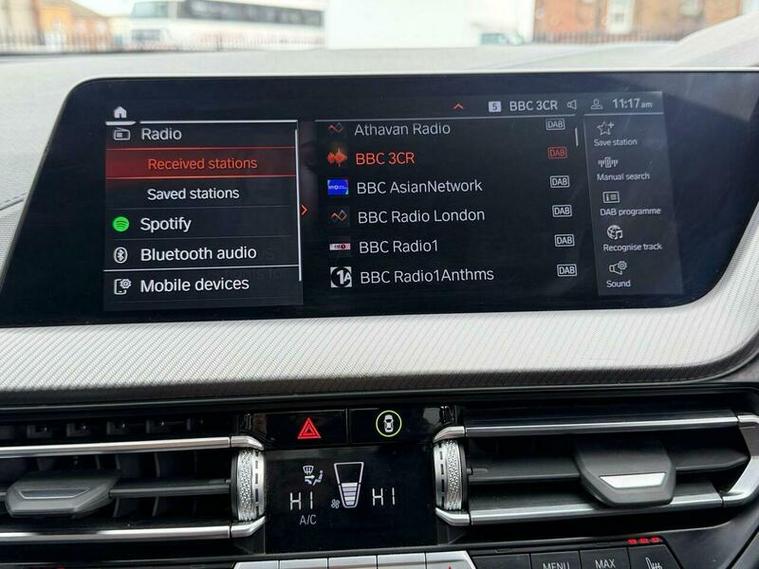 5 BBC 3CR 11:17am
Radio
Received stations
Saved stations
Spotify
Bluetooth audio
Mobile devices
Athavan Radio DAB
BBC 3CR DAB
BBC AsianNetwork DAB
BBC Radio London DAB
BBC Radio1 DAB
BBC Radio1Anthms DAB
Save station
Manual search
DAB programme
Recognise track
Sound
HI HI
A/C
MENU MAX